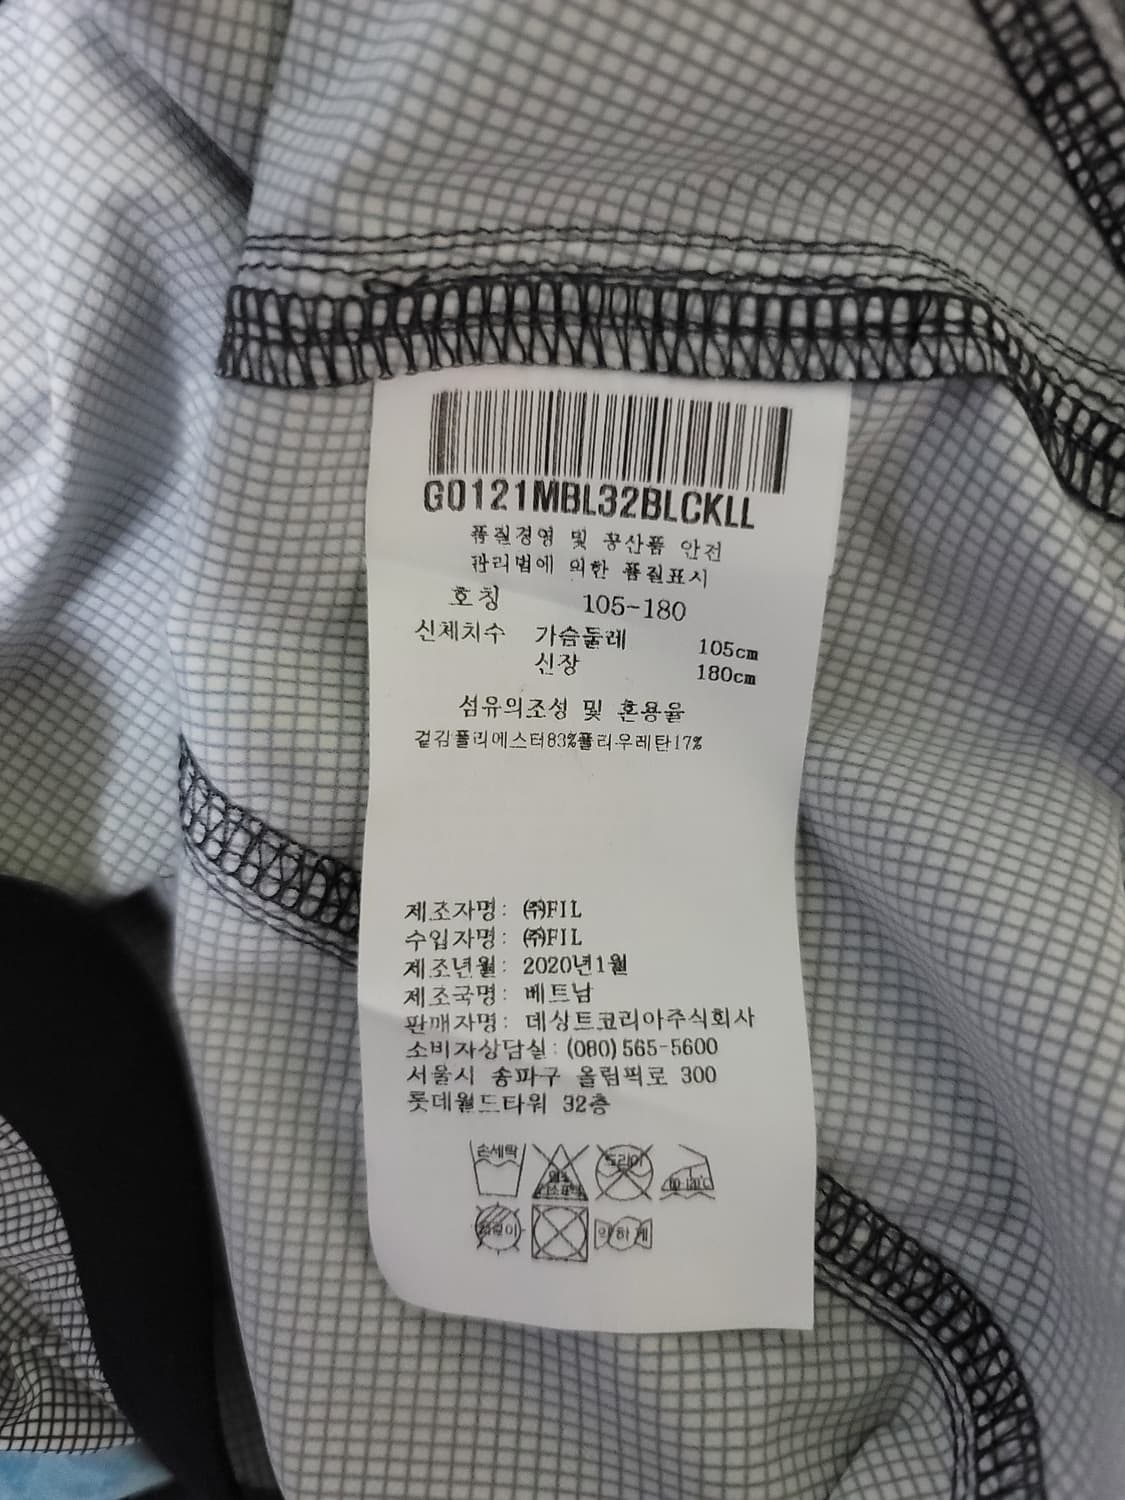 G0121MBL32BLCKLL
품질경영 및 공산품 안전
관리법에 의한 품질표시
호칭 105-180
신체치수 가슴둘레 105cm
신장 180cm
섬유의조성 및 혼용율
겉감폴리에스터83%폴리우레탄17%
제조자명: ㈜FIL
수입자명: ㈜FIL
제조년월: 2020년1월
제조국명: 베트남
판매자명: 데상트코리아주식회사
소비자상담실: (080)565-5600
서울시 송파구 올림픽로 300
롯데월드타워 32층
손세탁
드라이
약하게